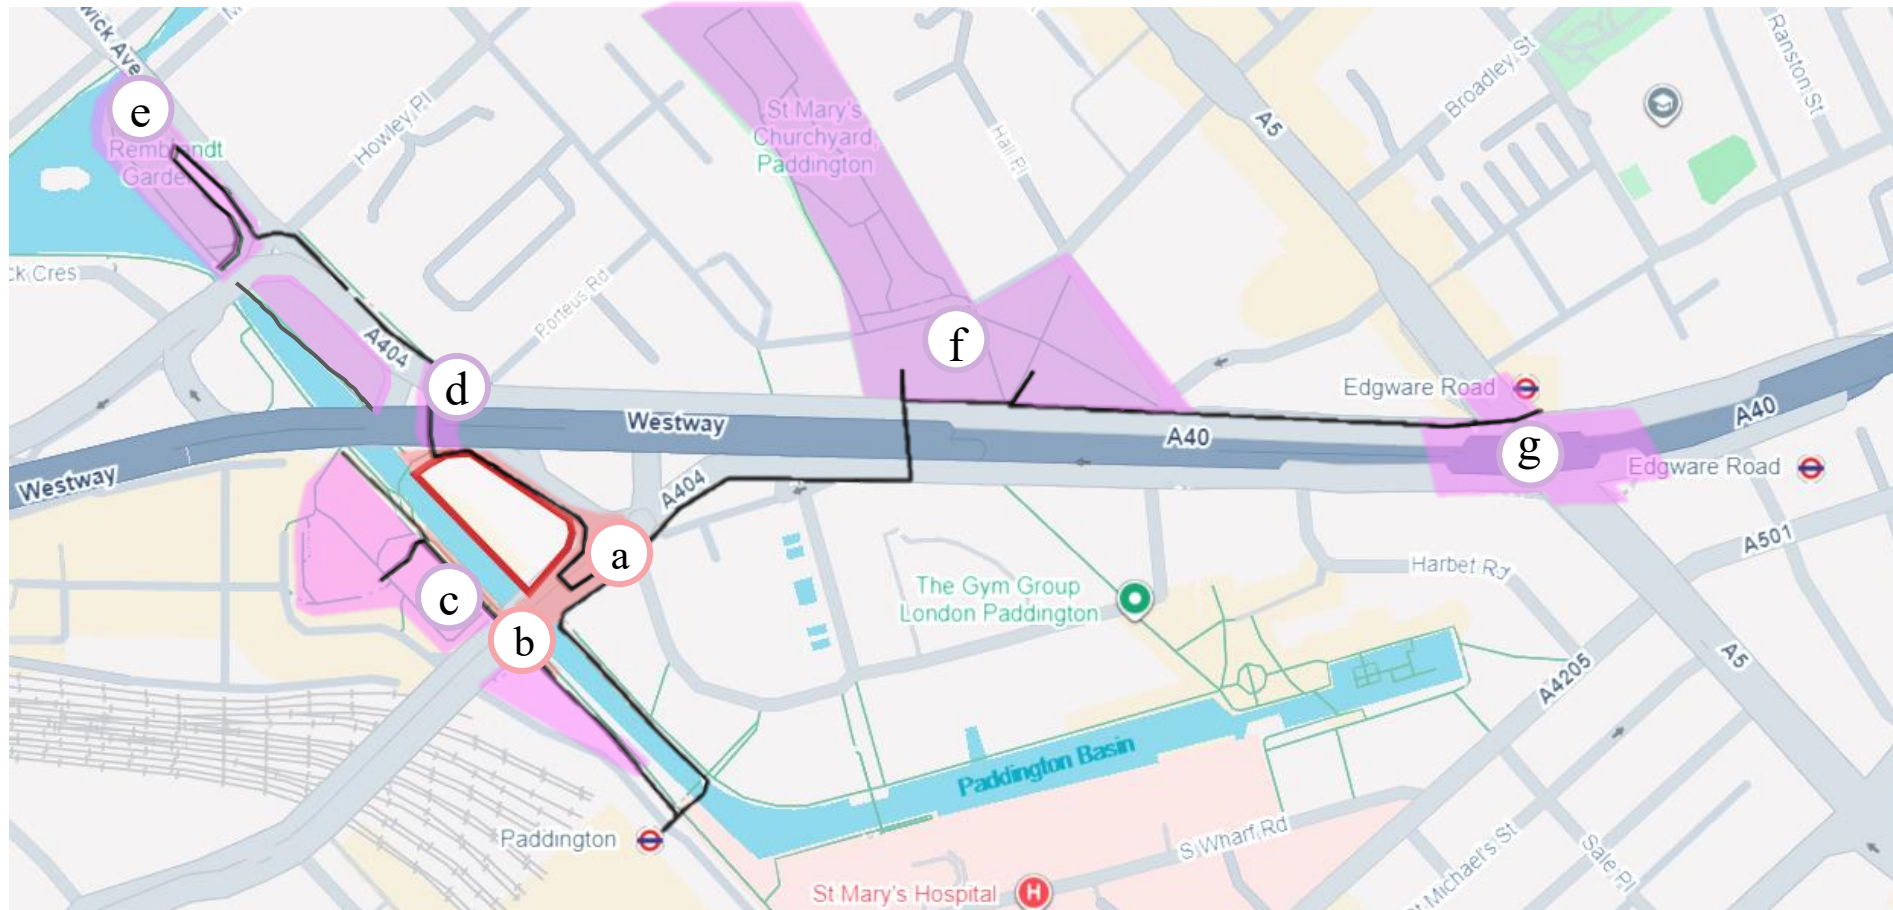 wick Ave
e
Rembrandt
Garde
Howley Pl
St Mary's
Churchyard,
Paddington
Hall Pl
A5
Broadley St
Ranston St
ck Cres
Porteus Rd
A404
d
f
Edgware Road
Westway
A40
A40
g
Edgware Road
Westway
A404
a
A501
Harbet Rd
The Gym Group
London Paddington
c
b
A5
A4205
Paddington Basin
Paddington
S Wharf Rd
St Michael's St
Sale Pl
St Mary's Hospital
H